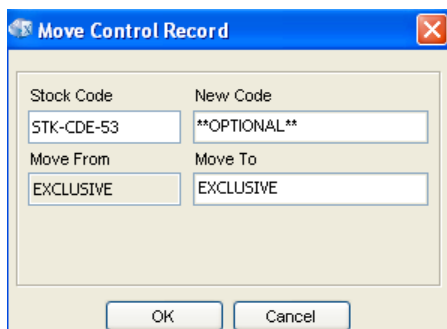 Move Control Record
Stock Code New Code
STK-CDE-53 **OPTIONAL**
Move From Move To
EXCLUSIVE EXCLUSIVE
OK Cancel